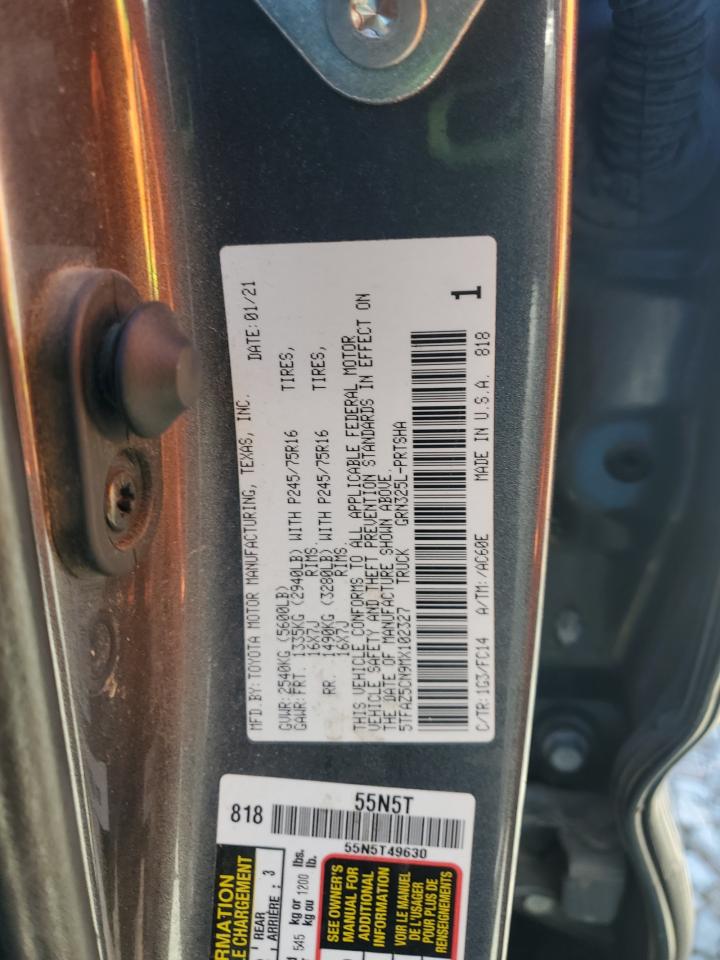 MFD.BY:TOYOTA MOTOR MANUFACTURING, TEXAS, INC. DATE:01/21
GVWR:2540KG (5600LB)
GAWR:FRT. 1335KG (2940LB) WITH P245/75R16 TIRES,
16X7J RIMS.
RR. 1490KG (3280LB) WITH P245/75R16 TIRES,
16X7J RIMS.
THIS VEHICLE CONFORMS TO ALL APPLICABLE FEDERAL MOTOR
VEHICLE SAFETY AND THEFT PREVENTION STANDARDS IN EFFECT ON
THE DATE OF MANUFACTURE SHOWN ABOVE.
5TFAZ5CN9MX102327 TRUCK GRN325L-PRTSHA
C/TR:1G3/FC14 A/TM:/AC60E MADE IN U.S.A. 818
1
818
55N5T
55N5T49630
REAR
ARRIÈRE : 3
545 kg or 1200 lbs.
kg ou lb.
SEE OWNER'S
MANUAL FOR
ADDITIONAL
INFORMATION
VOIR LE MANUEL
DE L'USAGER
POUR PLUS DE
RENSEIGNEMENTS